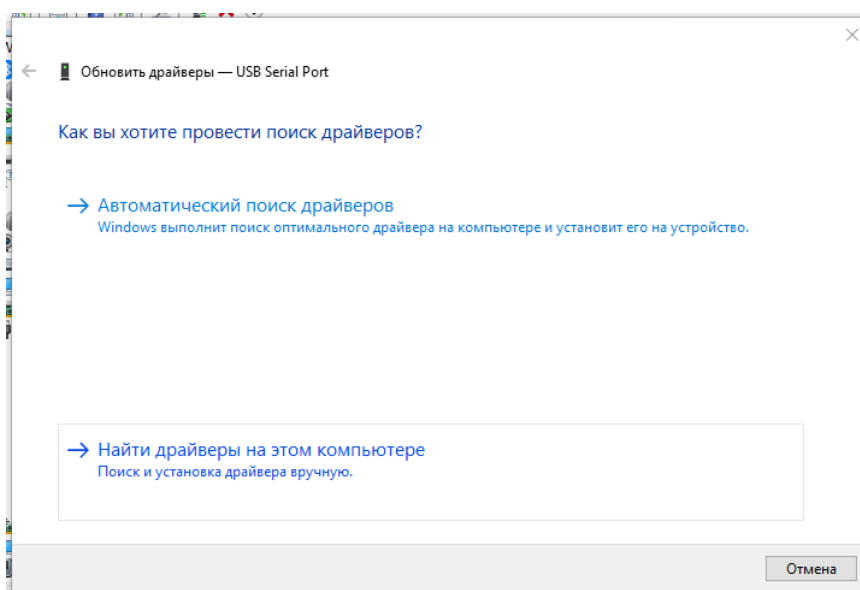 Обновить драйверы — USB Serial Port
Как вы хотите провести поиск драйверов?
Автоматический поиск драйверов
Windows выполнит поиск оптимального драйвера на компьютере и установит его на устройство.
Найти драйверы на этом компьютере
Поиск и установка драйвера вручную.
Отмена